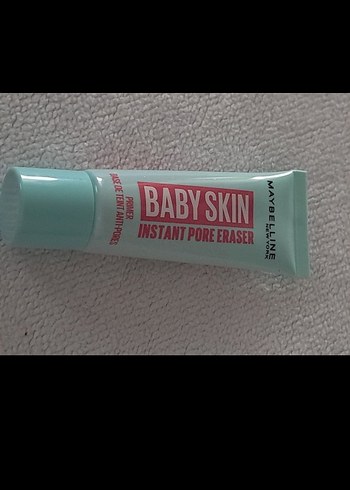 BABY SKIN
INSTANT PORE ERASER
PRIMER
BASE DE TEINT ANTI-PORES
MAYBELLINE
NEW YORK